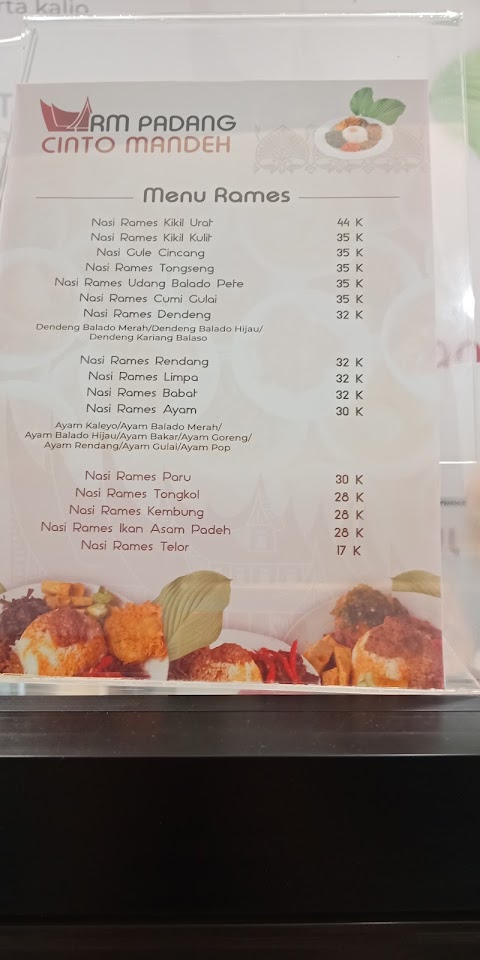 rta kalio
RM PADANG
CINTO MANDEH
Menu Rames
Nasi Rames Kikil Urat 44 K
Nasi Rames Kikil Kulit 35 K
Nasi Gule Cincang 35 K
Nasi Rames Tongseng 35 K
Nasi Rames Udang Balado Pete 35 K
Nasi Rames Cumi Gulai 35 K
Nasi Rames Dendeng 32 K
Dendeng Balado Merah/Dendeng Balado Hijau/
Dendeng Kariang Balaso
Nasi Rames Rendang 32 K
Nasi Rames Limpa 32 K
Nasi Rames Babat 32 K
Nasi Rames Ayam 30 K
Ayam Kaleyo/Ayam Balado Merah/
Ayam Balado Hijau/Ayam Bakar/Ayam Goreng/
Ayam Rendang/Ayam Gulai/Ayam Pop
Nasi Rames Paru 30 K
Nasi Rames Tongkol 28 K
Nasi Rames Kembung 28 K
Nasi Rames Ikan Asam Padeh 28 K
Nasi Rames Telor 17 K